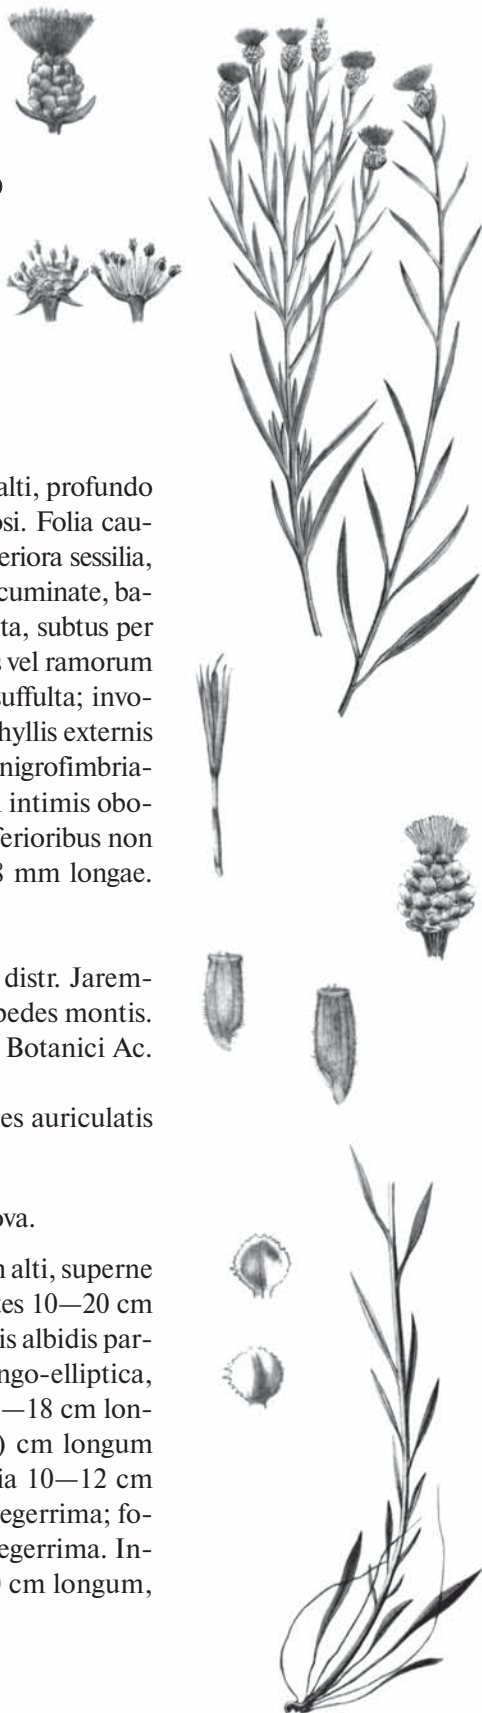 alti, profundo
osi. Folia cau-
eriora sessilia,
cuminate, ba-
ta, subtus per
s vel ramorum
suffulta; invo-
hyllis externis
nigrofimbria-
intimis obo-
ferioribus non
8 mm longae.
distr. Jarem-
pedes montis.
Botanici Ac.
es auriculatis
ova.
n alti, superne
tes 10—20 cm
is albidis par-
ngo-elliptica,
—18 cm lon-
) cm longum
ia 10—12 cm
egerrima; fo-
egerrima. In-
cm longum,